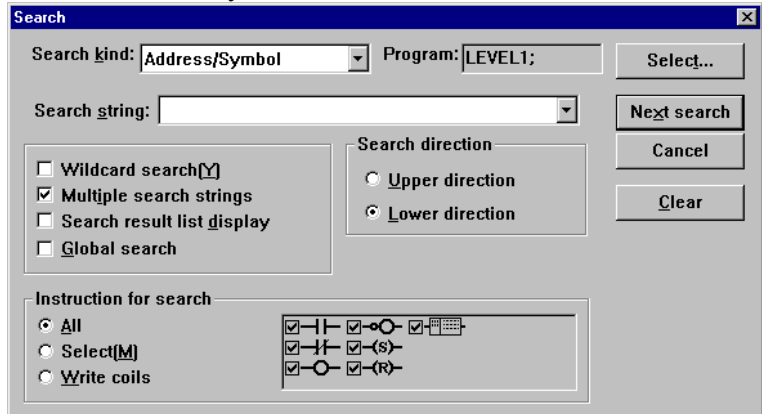 Search
Search kind: Address/Symbol Program: LEVEL1; Select...
Search string: Next search
Cancel
Clear
Wildcard search(Y)
Multiple search strings
Search result list display
Global search
Search direction
Upper direction
Lower direction
Instruction for search
All
Select(M)
Write coils
(S)
(R)